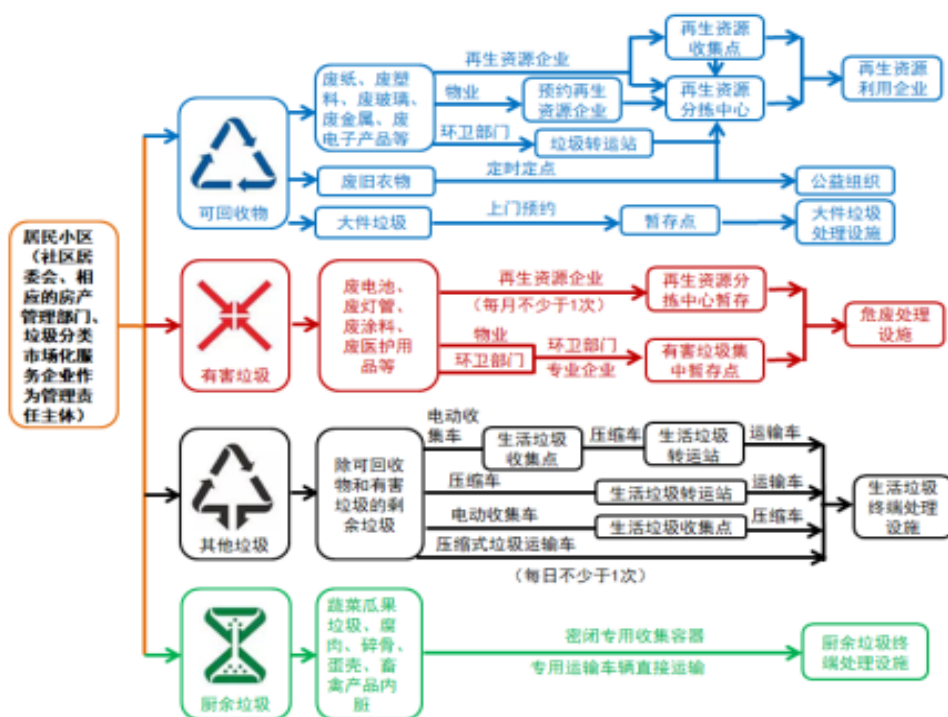 居民小区
（社区居
委会、相
应的房产
管理部门、
垃圾分类
市场化服
务企业作
为管理责
任主体）
可回收物
废纸、废塑
料、废玻璃、
废金属、废
电子产品等
再生资源企业
物业
预约再生
资源企业
环卫部门
垃圾转运站
再生资源
收集点
再生资源
分拣中心
再生资源
利用企业
废旧衣物
定时定点
公益组织
大件垃圾
上门预约
暂存点
大件垃圾
处理设施
有害垃圾
废电池、
废灯管、
废涂料、
废医护用
品等
再生资源企业
（每月不少于1次）
再生资源分
拣中心暂存
物业
环卫部门
环卫部门
专业企业
有害垃圾集
中暂存点
危废处理
设施
其他垃圾
除可回收
物和有害
垃圾的剩
余垃圾
电动收
集车
生活垃圾
收集点
压缩车
生活垃圾
转运站
运输车
压缩车
生活垃圾转运站
运输车
电动收集车
生活垃圾收集点
压缩车
压缩式垃圾运输车
（每日不少于1次）
生活垃圾
终端处理
设施
厨余垃圾
蔬菜瓜果
垃圾、腐
肉、碎骨、
蛋壳、畜
禽产品内
脏
密闭专用收集容器
专用运输车辆直接运输
厨余垃圾终
端处理设施